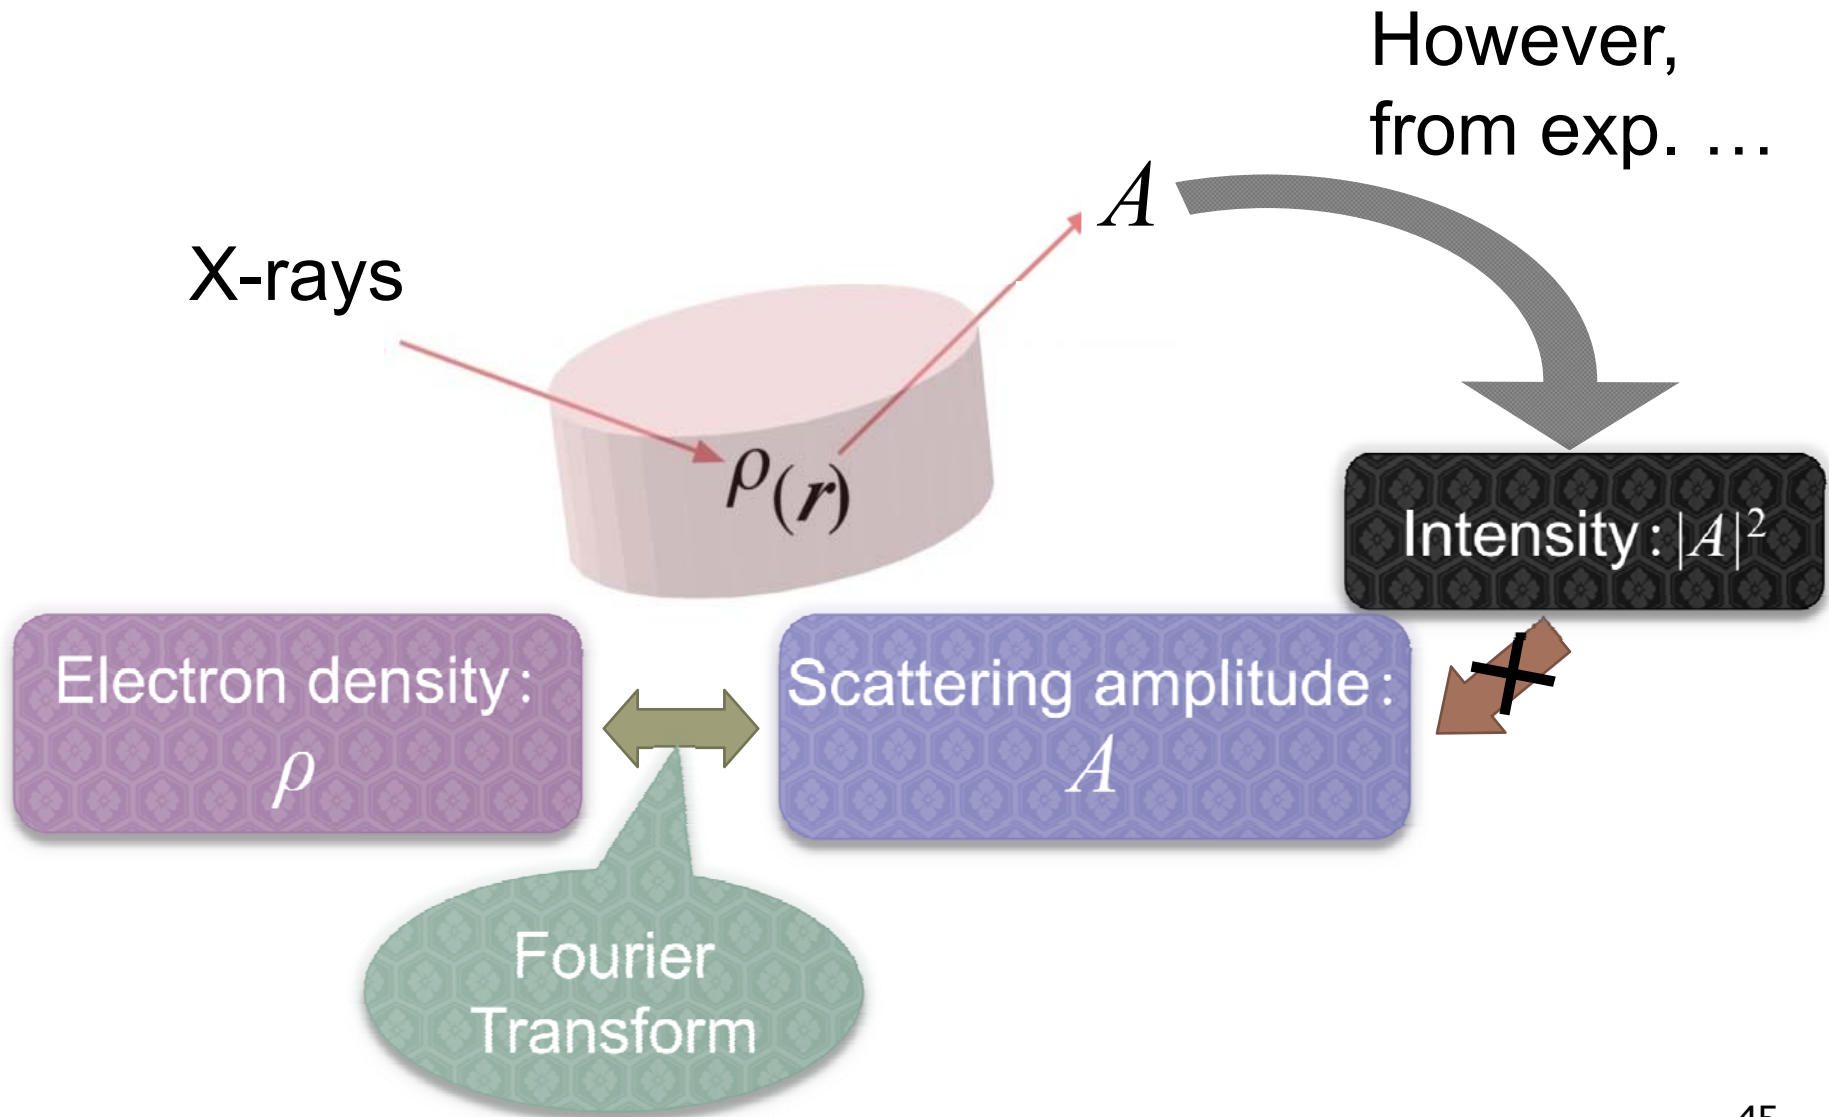 However,
from exp. …
A
X-rays
ρ(r)
Intensity: |A|²
Electron density:
ρ
Scattering amplitude:
A
Fourier
Transform